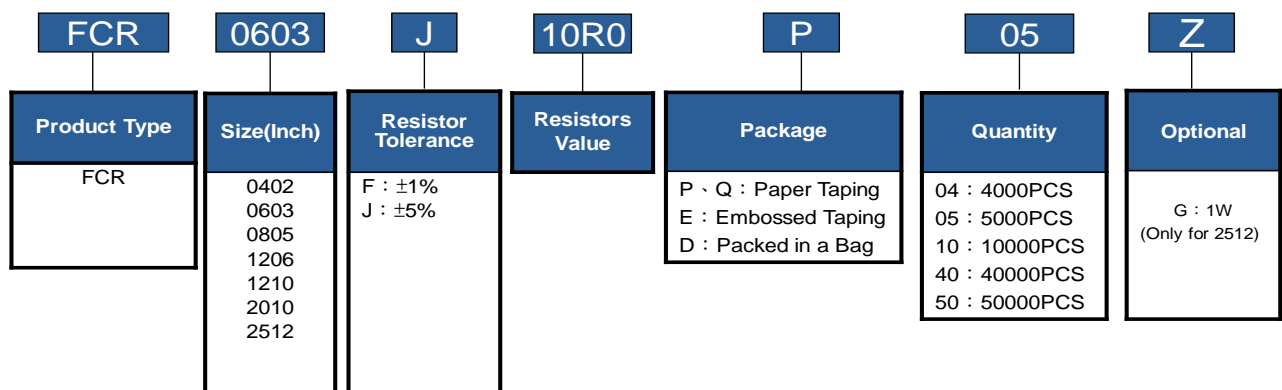 FCR
0603
J
10R0
P
05
Z
Product Type
FCR
Size(Inch)
0402
0603
0805
1206
1210
2010
2512
Resistor
Tolerance
F：±1%
J：±5%
Resistors
Value
Package
P、Q：Paper Taping
E：Embossed Taping
D：Packed in a Bag
Quantity
04：4000PCS
05：5000PCS
10：10000PCS
40：40000PCS
50：50000PCS
Optional
G：1W
(Only for 2512)